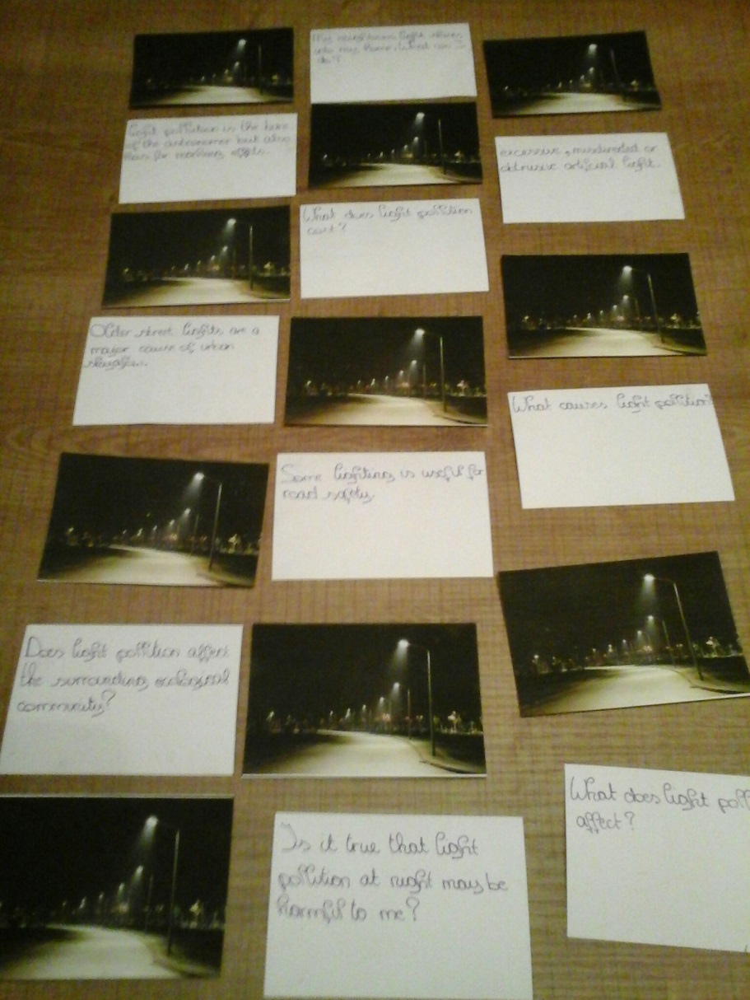 My neighbours light shines
into my home. What can I
do?
Light pollution is the bane
of the astronomer but also
has far reaching effects.
excessive, misdirected or
obtrusive artificial light.
What does light pollution
cost?
Older street lights are a
major cause of urban
skyglow.
What causes light pollution?
Some lighting is useful for
road safety.
Does light pollution affect
the surrounding ecological
community?
What does light poll
affect?
Is it true that light
pollution at night may be
harmful to me?